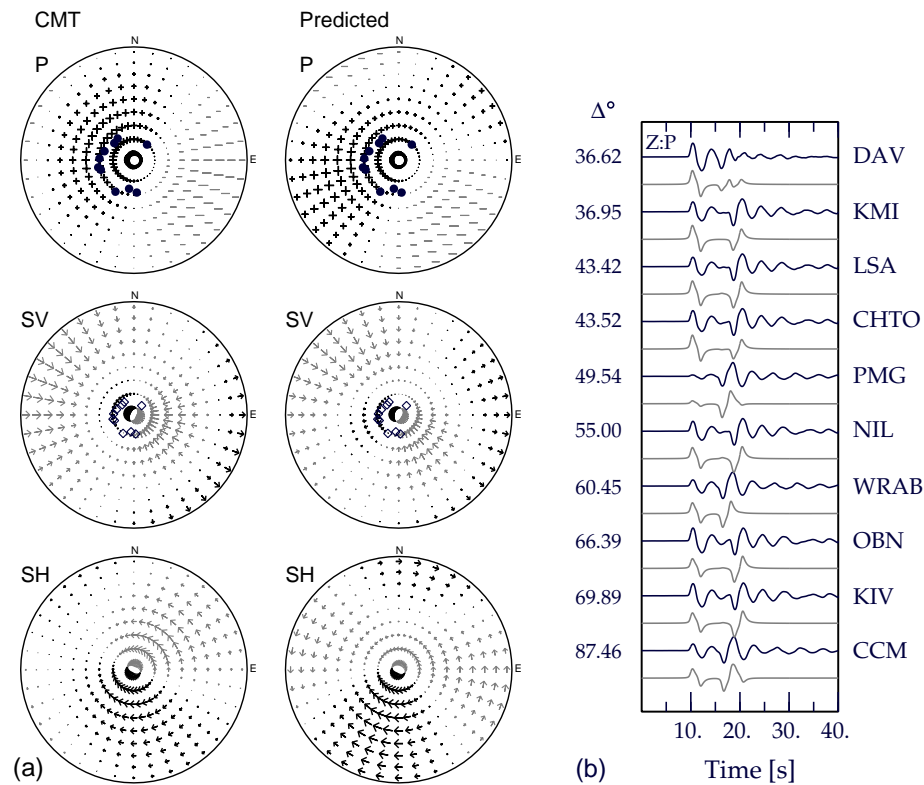 CMT
Predicted
N
N
P
P
E
Δ°
Z:P
36.62
DAV
36.95
KMI
43.42
LSA
43.52
CHTO
49.54
PMG
55.00
NIL
60.45
WRAB
66.39
OBN
69.89
KIV
87.46
CCM
N
N
SV
SV
E
E
N
N
SH
SH
E
E
10. 20. 30. 40.
(a)
(b)
Time [s]